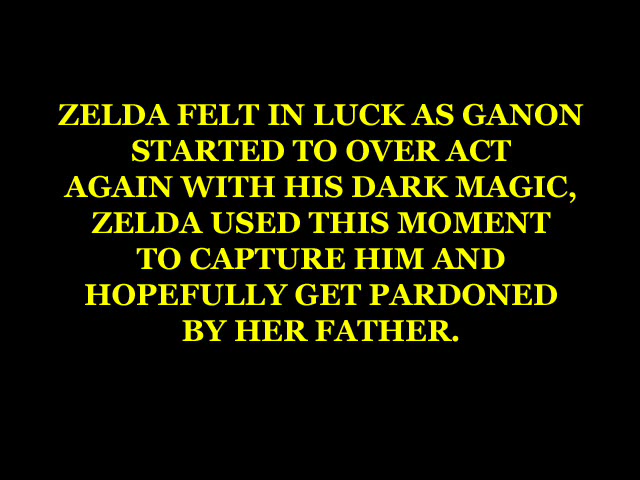 ZELDA FELT IN LUCK AS GANON
STARTED TO OVER ACT
AGAIN WITH HIS DARK MAGIC,
ZELDA USED THIS MOMENT
TO CAPTURE HIM AND
HOPEFULLY GET PARDONED
BY HER FATHER.